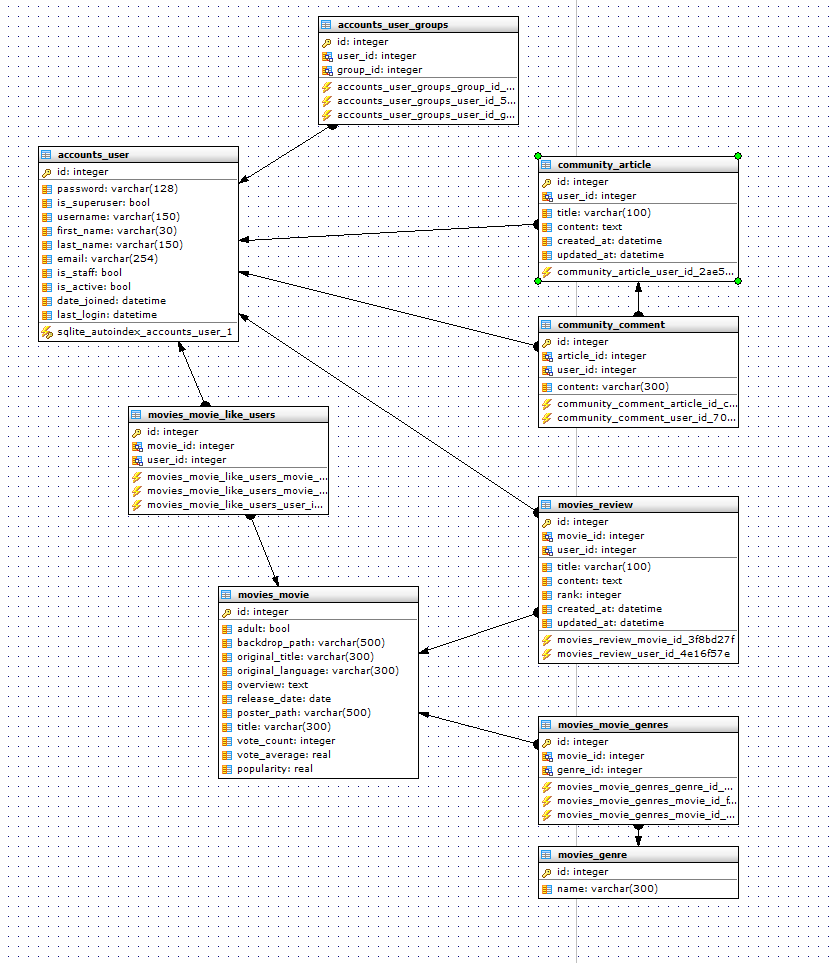 accounts_user_groups
id: integer
user_id: integer
group_id: integer
accounts_user_groups_group_id_...
accounts_user_groups_user_id_5...
accounts_user_groups_user_id_g...
accounts_user
id: integer
password: varchar(128)
is_superuser: bool
username: varchar(150)
first_name: varchar(30)
last_name: varchar(150)
email: varchar(254)
is_staff: bool
is_active: bool
date_joined: datetime
last_login: datetime
sqlite_autoindex_accounts_user_1
community_article
id: integer
user_id: integer
title: varchar(100)
content: text
created_at: datetime
updated_at: datetime
community_article_user_id_2ae5...
community_comment
id: integer
article_id: integer
user_id: integer
content: varchar(300)
community_comment_article_id_c...
community_comment_user_id_70...
movies_movie_like_users
id: integer
movie_id: integer
user_id: integer
movies_movie_like_users_movie_...
movies_movie_like_users_movie_...
movies_movie_like_users_user_i...
movies_review
id: integer
movie_id: integer
user_id: integer
title: varchar(100)
content: text
rank: integer
created_at: datetime
updated_at: datetime
movies_review_movie_id_3f8bd27f
movies_review_user_id_4e16f57e
movies_movie
id: integer
adult: bool
backdrop_path: varchar(500)
original_title: varchar(300)
original_language: varchar(300)
overview: text
release_date: date
poster_path: varchar(500)
title: varchar(300)
vote_count: integer
vote_average: real
popularity: real
movies_movie_genres
id: integer
movie_id: integer
genre_id: integer
movies_movie_genres_genre_id_...
movies_movie_genres_movie_id_f...
movies_movie_genres_movie_id_...
movies_genre
id: integer
name: varchar(300)